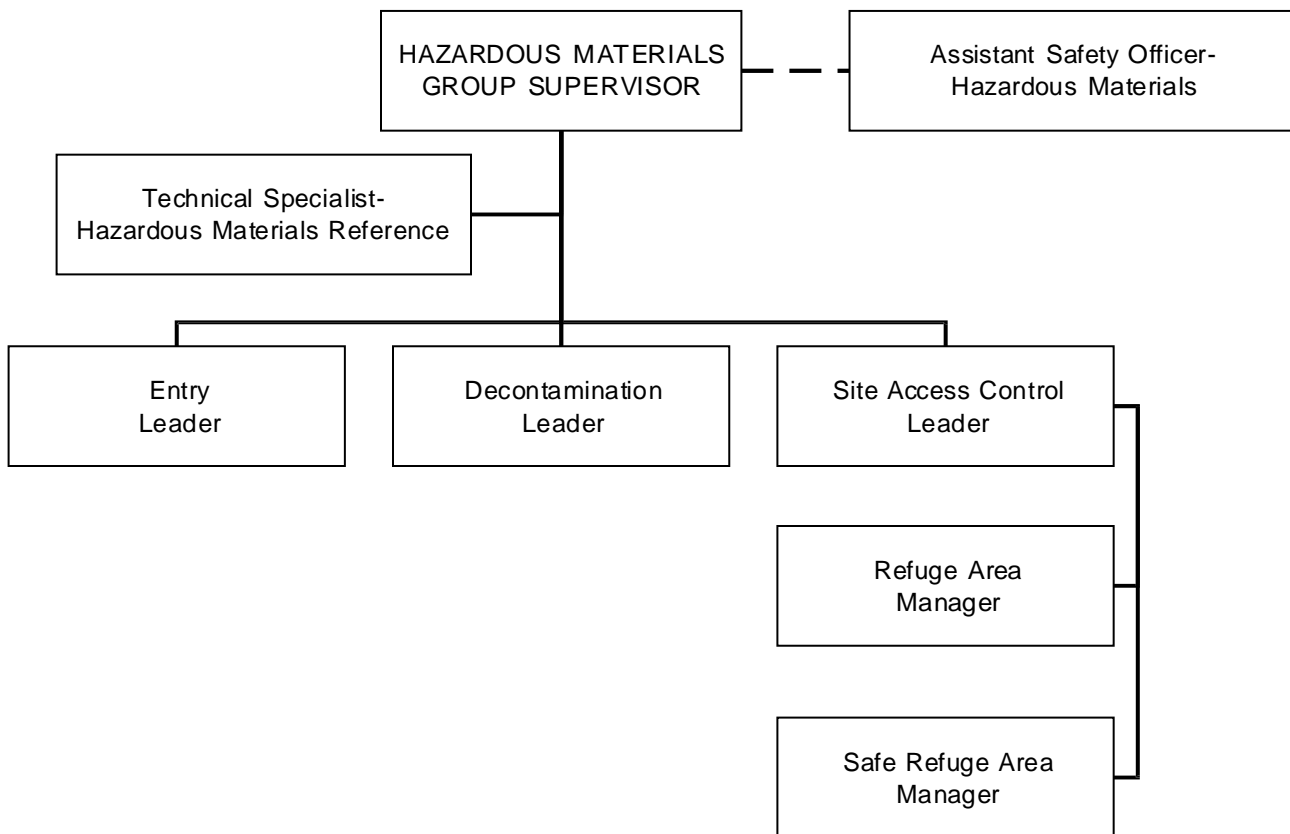 HAZARDOUS MATERIALS
GROUP SUPERVISOR
Assistant Safety Officer-
Hazardous Materials
Technical Specialist-
Hazardous Materials Reference
Entry
Leader
Decontamination
Leader
Site Access Control
Leader
Refuge Area
Manager
Safe Refuge Area
Manager